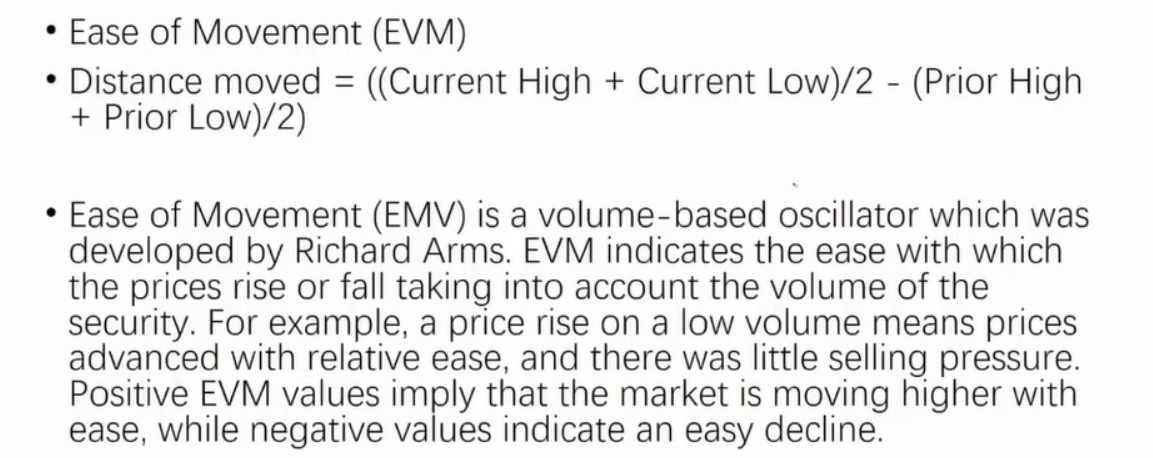 • Ease of Movement (EVM)
• Distance moved = ((Current High + Current Low)/2 - (Prior High
+ Prior Low)/2)
• Ease of Movement (EMV) is a volume-based oscillator which was
developed by Richard Arms. EVM indicates the ease with which
the prices rise or fall taking into account the volume of the
security. For example, a price rise on a low volume means prices
advanced with relative ease, and there was little selling pressure.
Positive EVM values imply that the market is moving higher with
ease, while negative values indicate an easy decline.